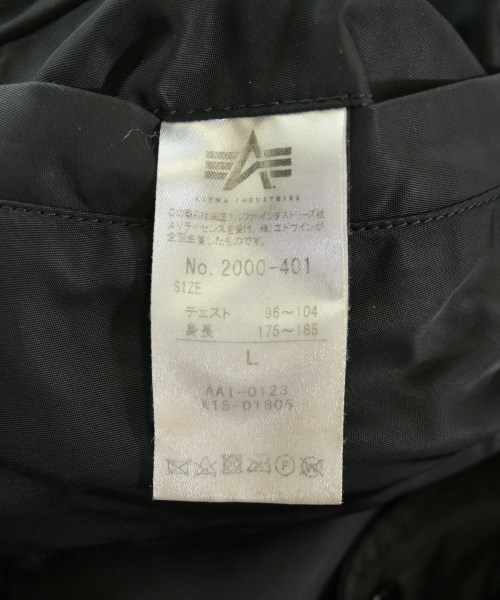 ALPHA INDUSTRIES
この商品は米国アルファインダストリーズ社
よりライセンスを受け、(株)エドウインが
企画生産したものです。
No. 2000-401
SIZE
チェスト 96〜104
身長 175〜185
L
AA1-0123
X15-01805